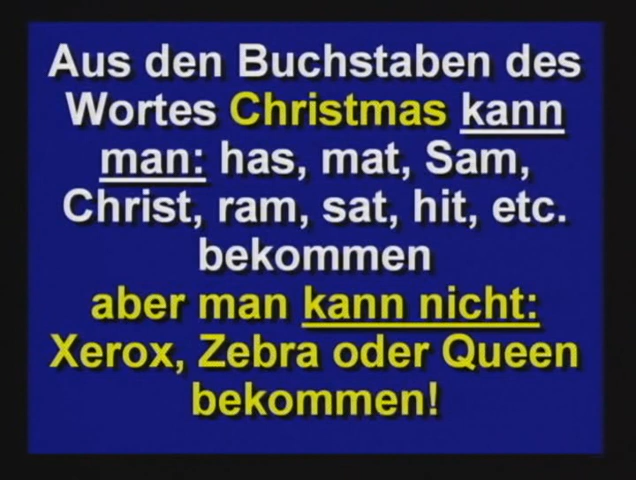 Aus den Buchstaben des
Wortes Christmas kann
man: has, mat, Sam,
Christ, ram, sat, hit, etc.
bekommen
aber man kann nicht:
Xerox, Zebra oder Queen
bekommen!